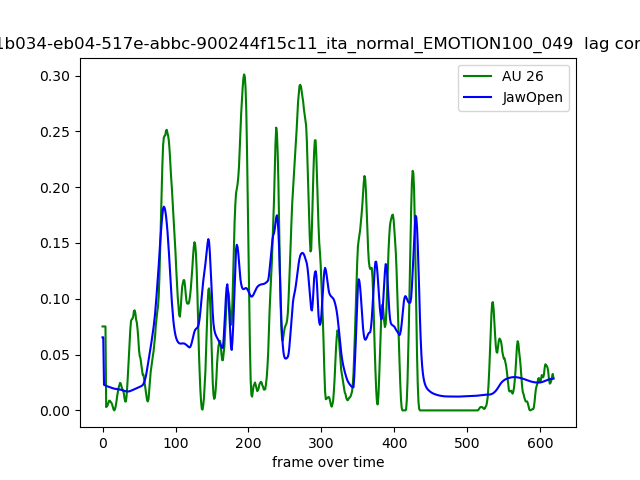 1b034-eb04-517e-abbc-900244f15c11_ita_normal_EMOTION100_049 lag cor
AU 26
JawOpen
0.30
0.25
0.20
0.15
0.10
0.05
0.00
0 100 200 300 400 500 600
frame over time